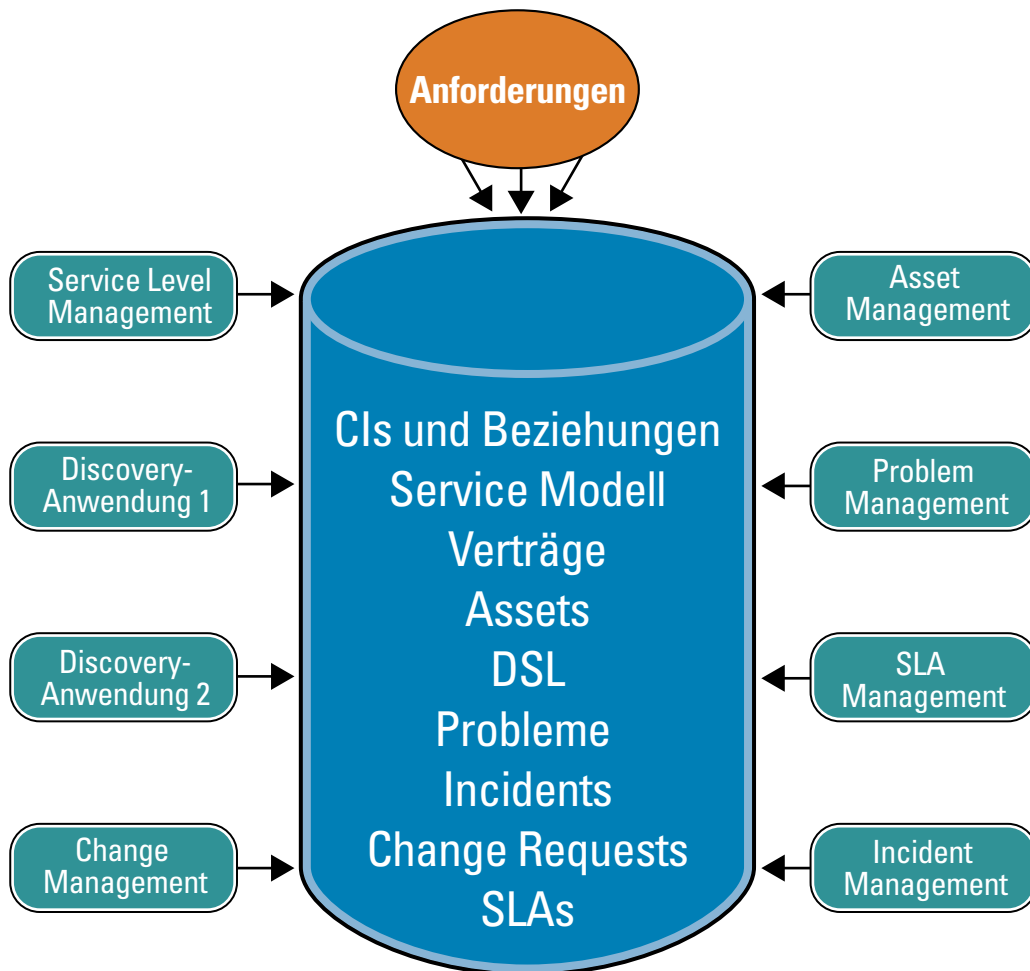 Anforderungen
Service Level
Management
Asset
Management
Discovery-
Anwendung 1
Problem
Management
Discovery-
Anwendung 2
SLA
Management
Change
Management
Incident
Management
CIs und Beziehungen
Service Modell
Verträge
Assets
DSL
Probleme
Incidents
Change Requests
SLAs